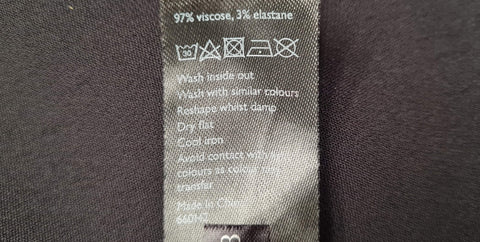 97% viscose, 3% elastane
30
Wash inside out
Wash with similar colours
Reshape whilst damp
Dry flat
Cool iron
Avoid contact with
colours as colour
transfer
Made in China